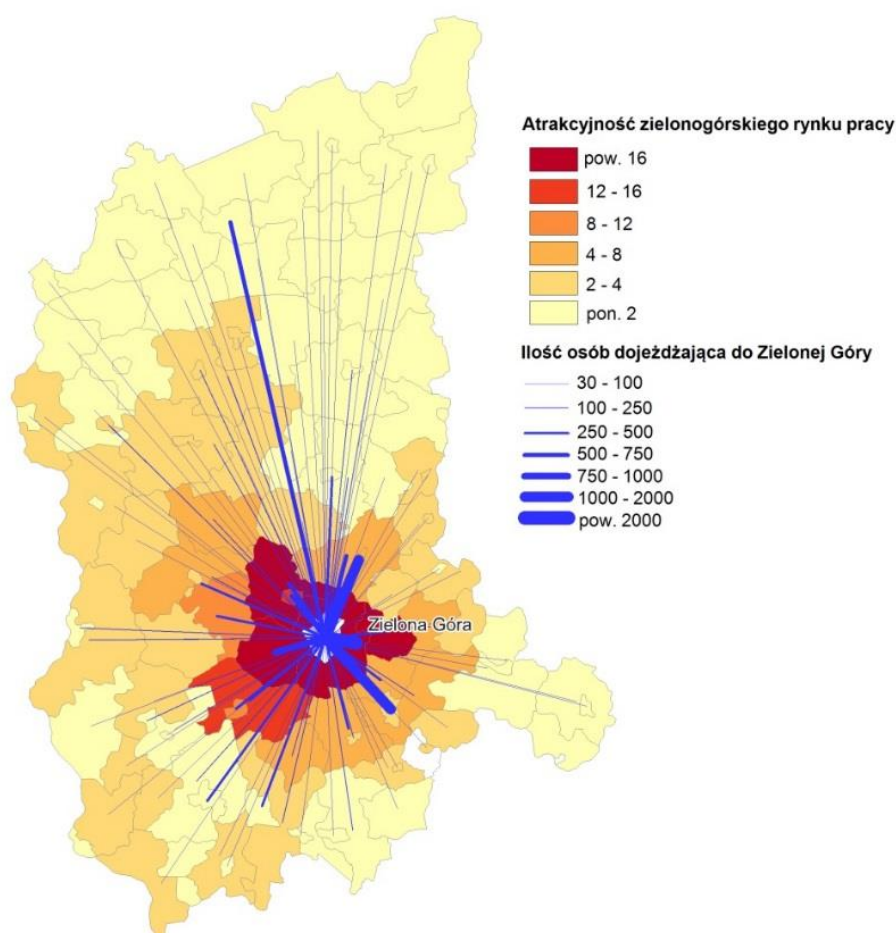 Atrakcyjność zielonogórskiego rynku pracy
pow. 16
12 - 16
8 - 12
4 - 8
2 - 4
pon. 2
Ilość osób dojeżdżająca do Zielonej Góry
30 - 100
100 - 250
250 - 500
500 - 750
750 - 1000
1000 - 2000
pow. 2000
Zielona Góra